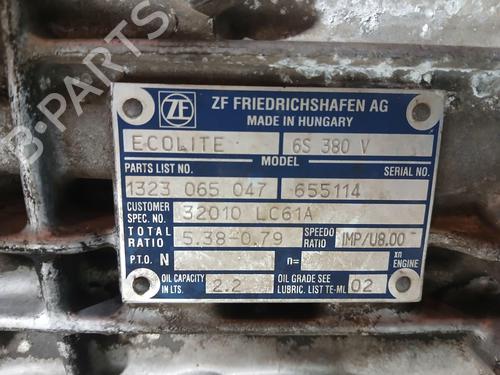 B-PARTS
ZF ZF FRIEDRICHSHAFEN AG
MADE IN HUNGARY
ECOLITE 6S 380 V
MODEL
PARTS LIST NO. SERIAL NO.
1323 065 047 655114
CUSTOMER SPEC. NO. 32010 LC61A
TOTAL RATIO 5.38-0.79 SPEEDO RATIO IMP/U8.00
P.T.O. N n= xn ENGINE
OIL CAPACITY IN LTS. 2.2 OIL GRADE SEE LUBRIC. LIST TE-ML 02